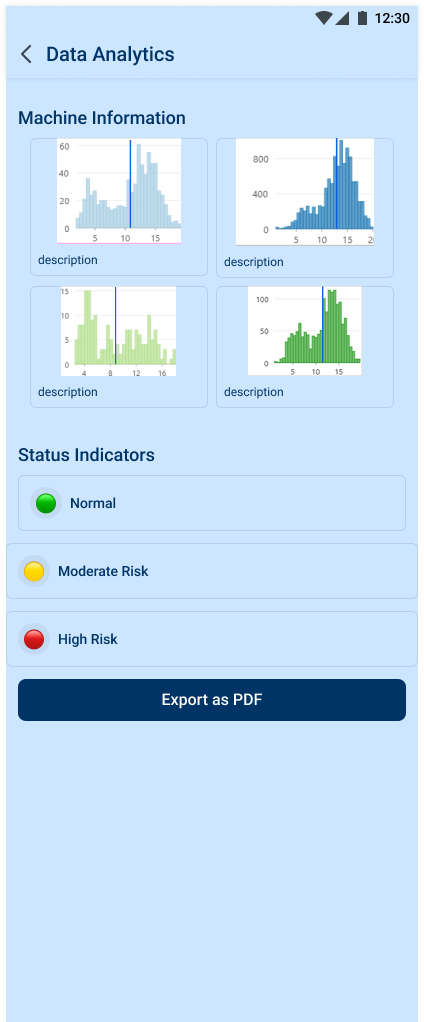 12:30
Data Analytics
Machine Information
60
40
20
0
5 10 15
description
800
400
0
5 10 15 2
description
15
10
5
0
4 8 12 16
description
100
50
0
5 10 15
description
Status Indicators
Normal
Moderate Risk
High Risk
Export as PDF